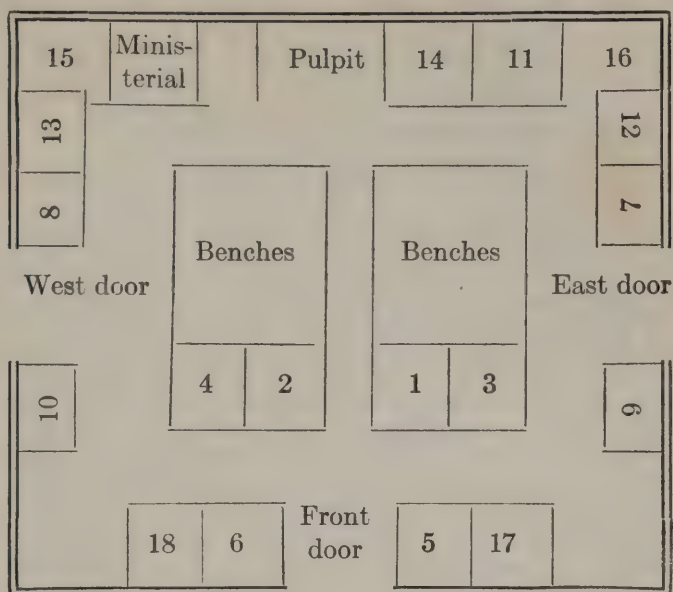 15 Minis-terial Pulpit 14 11 16
13 12
8 7
Benches Benches
West door East door
4 2 1 3
10 9
18 6 Front door 5 17